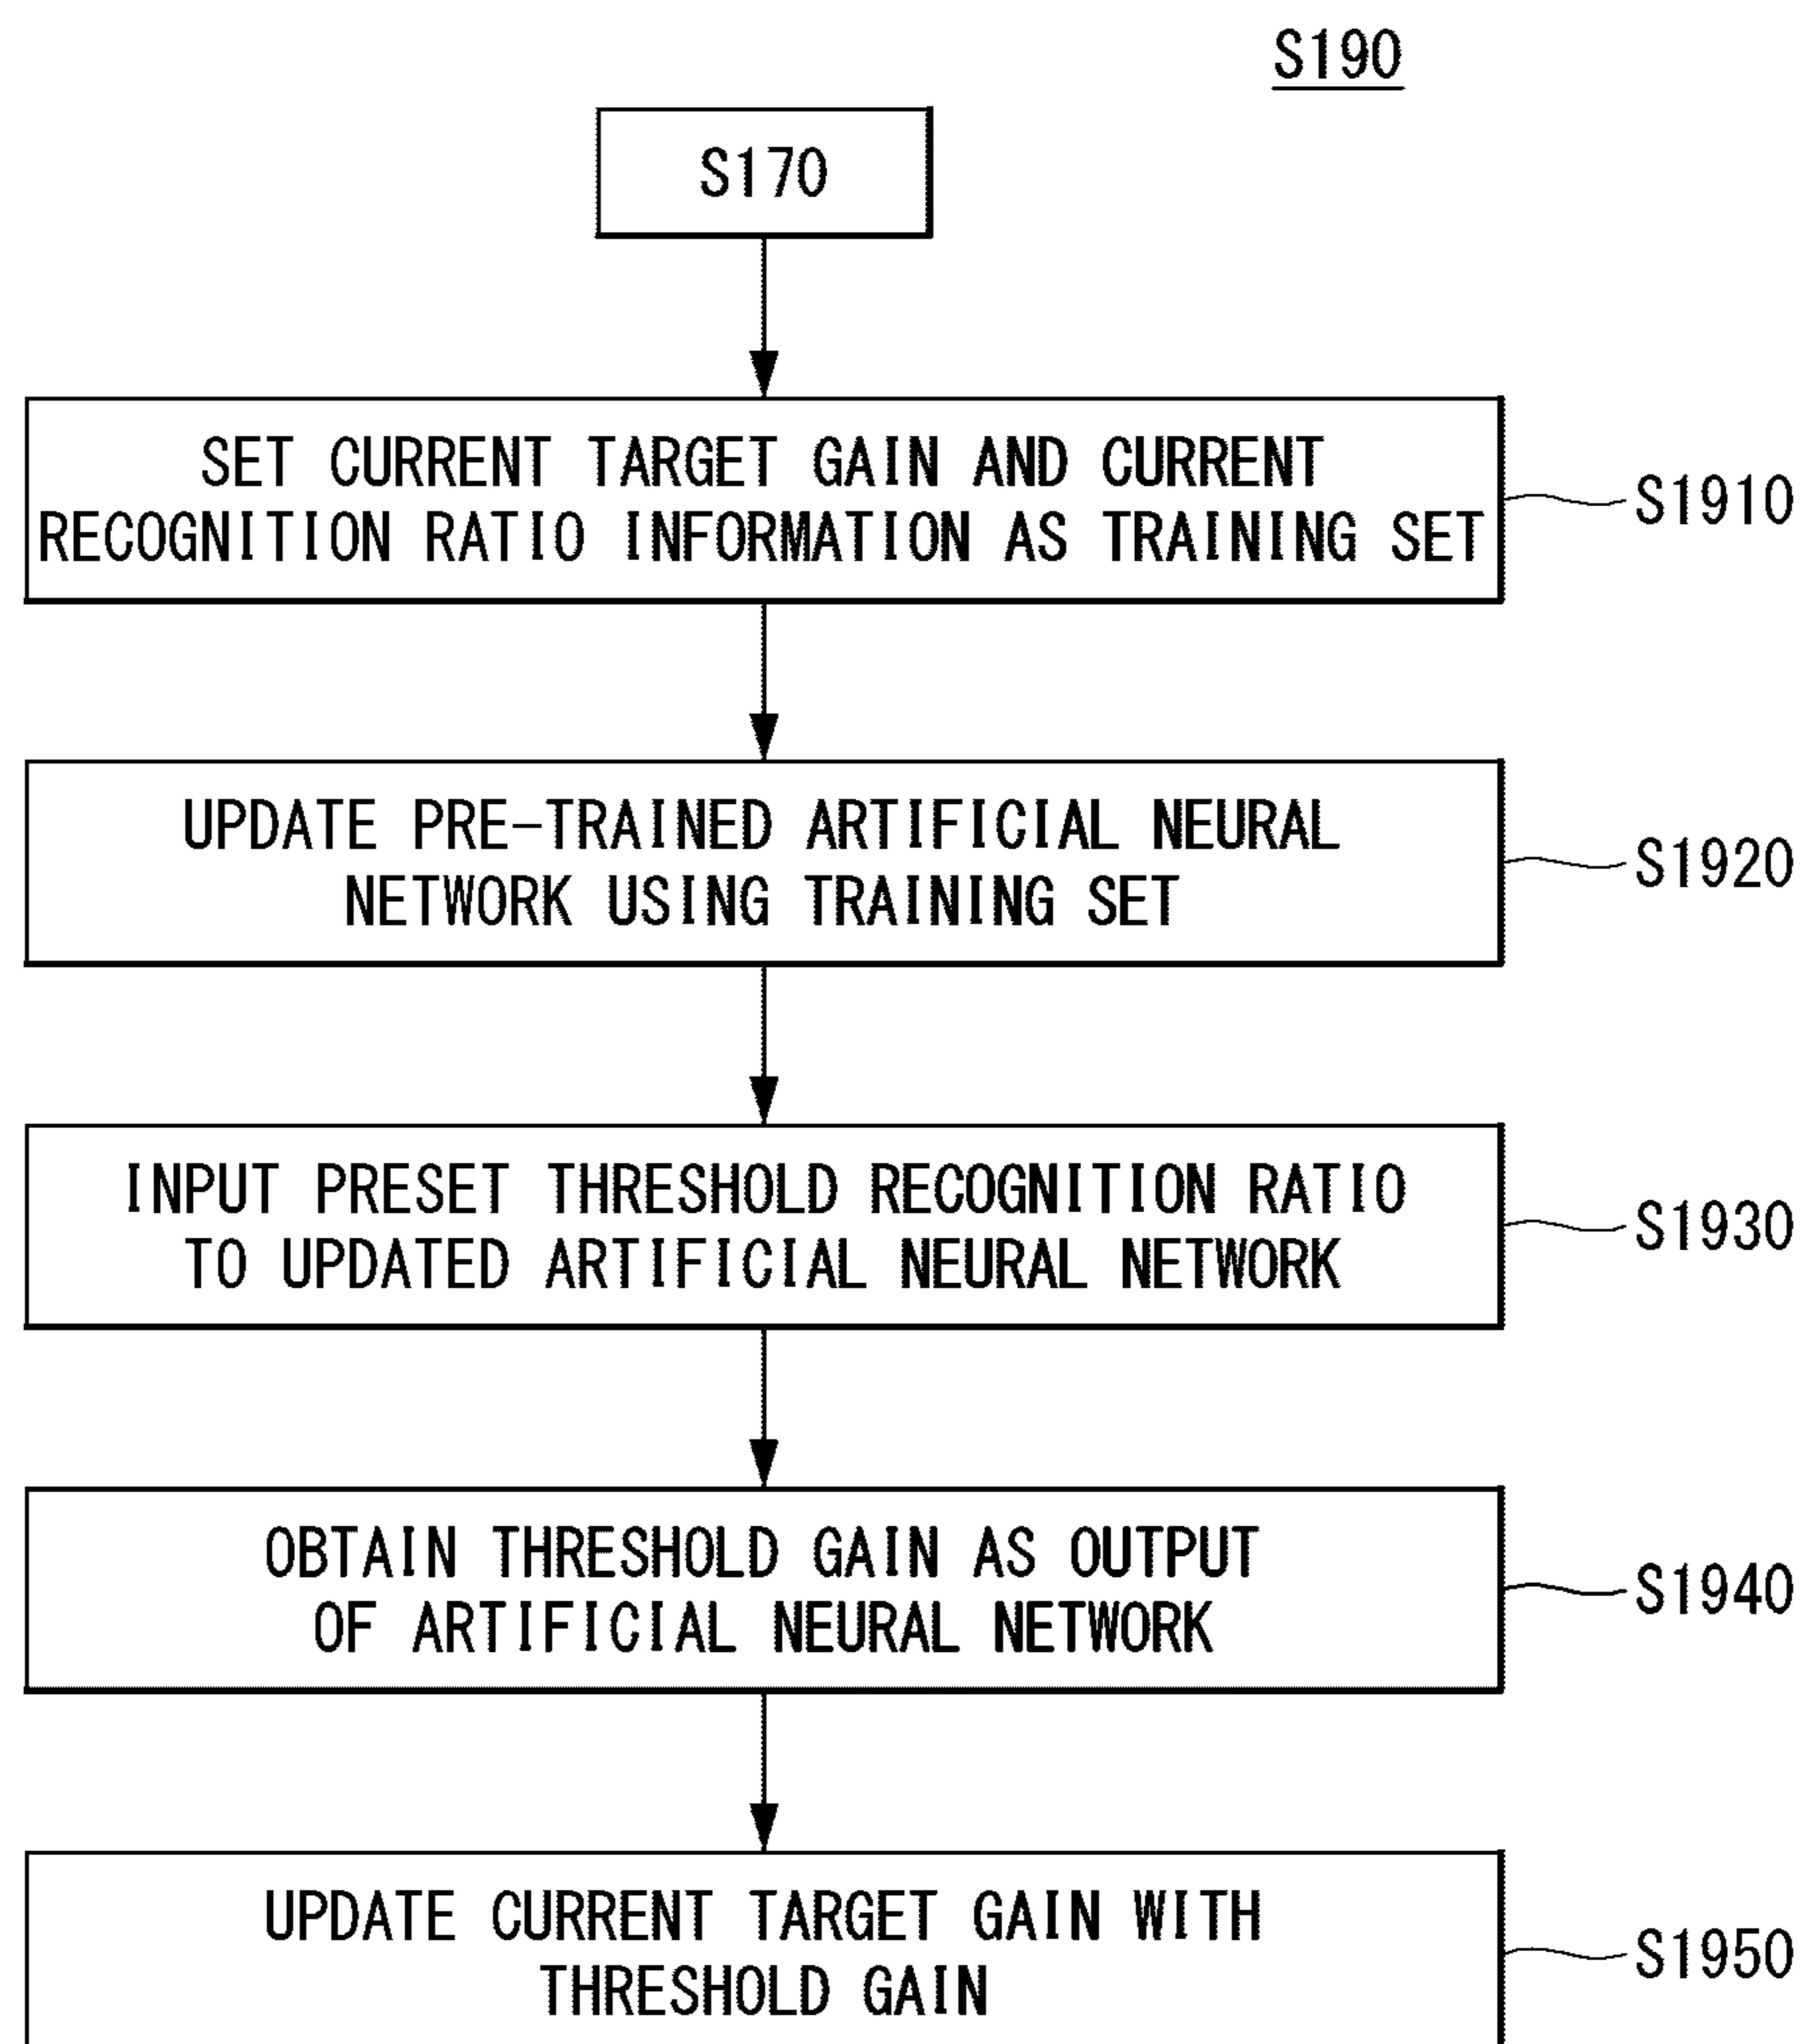 S190
S170
SET CURRENT TARGET GAIN AND CURRENT
RECOGNITION RATIO INFORMATION AS TRAINING SET
S1910
UPDATE PRE-TRAINED ARTIFICIAL NEURAL
NETWORK USING TRAINING SET
S1920
INPUT PRESET THRESHOLD RECOGNITION RATIO
TO UPDATED ARTIFICIAL NEURAL NETWORK
S1930
OBTAIN THRESHOLD GAIN AS OUTPUT
OF ARTIFICIAL NEURAL NETWORK
S1940
UPDATE CURRENT TARGET GAIN WITH
THRESHOLD GAIN
S1950